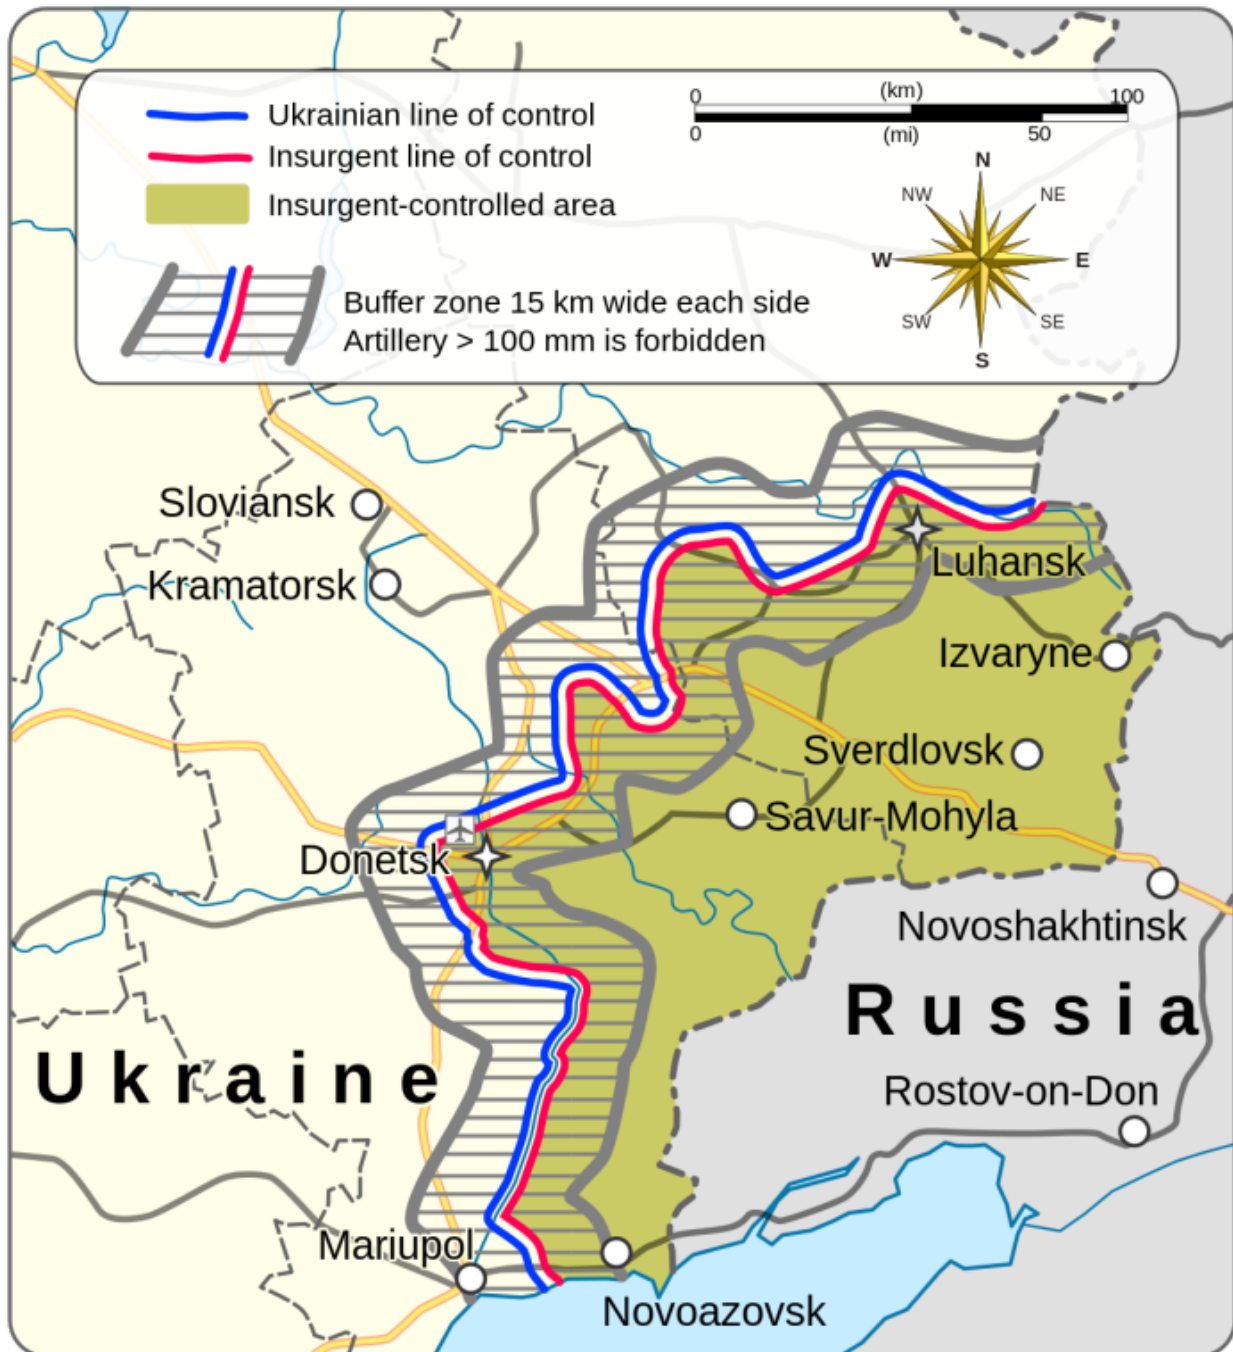 Ukrainian line of control
Insurgent line of control
Insurgent-controlled area
Buffer zone 15 km wide each side
Artillery > 100 mm is forbidden
0 (km) 100
0 (mi) 50
N
NW NE
W E
SW SE
S
Sloviansk
Kramatorsk
Luhansk
Izvaryne
Sverdlovsk
Savur-Mohyla
Donetsk
Novoshakhtinsk
Russia
Ukraine
Rostov-on-Don
Mariupol
Novoazovsk